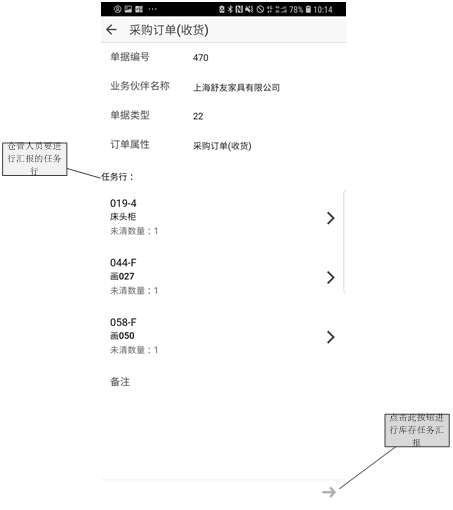 78% 10:14
采购订单(收货)
单据编号 470
业务伙伴名称 上海舒友家具有限公司
单据类型 22
订单属性 采购订单(收货)
仓管人员要进
行汇报的任务
行
任务行：
019-4
床头柜
未清数量：1
044-F
画027
未清数量：1
058-F
画050
未清数量：1
备注
点击此按钮进
行库存任务汇
报